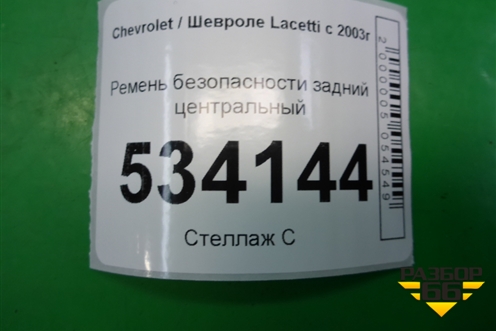 Chevrolet / Шевроле Lacetti с 2003г
Ремень безопасности задний
центральный
534144
Стеллаж С
2000005054549
РАЗБОР
66